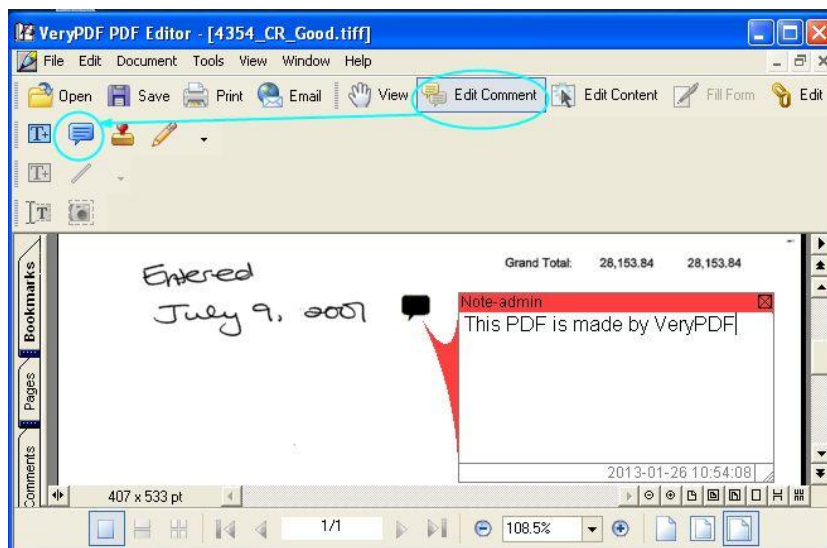 VeryPDF PDF Editor - [4354_CR_Good.tiff]
File Edit Document Tools View Window Help
Open Save Print Email View Edit Comment Edit Content Fill Form Edit
T+
T+
T
Bookmarks
Pages
Comments
Grand Total: 28,153.84 28,153.84
Entered
July 9, 2007
Note-admin
This PDF is made by VeryPDF
2013-01-26 10:54:08
407 x 533 pt
1/1
108.5%